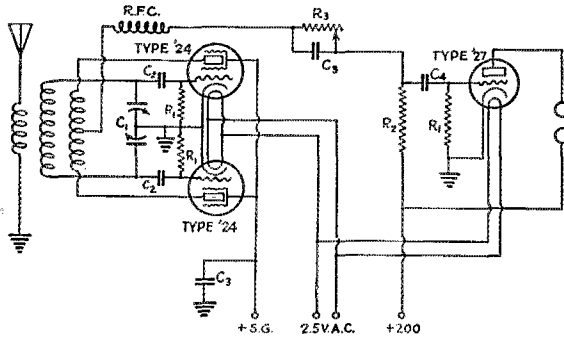 R.F.C.
TYPE '24
R3
C3
TYPE '27
C2
R1
C4
C1
R2
R1
R1
C2
TYPE '24
C3
+S.G.
2.5V.A.C.
+200